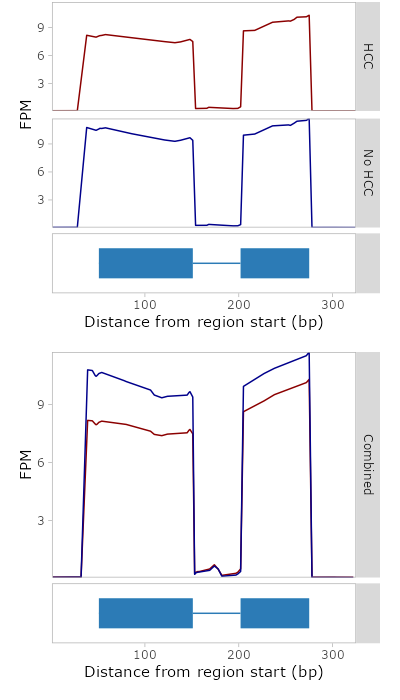 9
6
3
HCC
FPM
9
6
3
No HCC
100
200
300
Distance from region start (bp)
9
6
3
FPM
Combined
100
200
300
Distance from region start (bp)